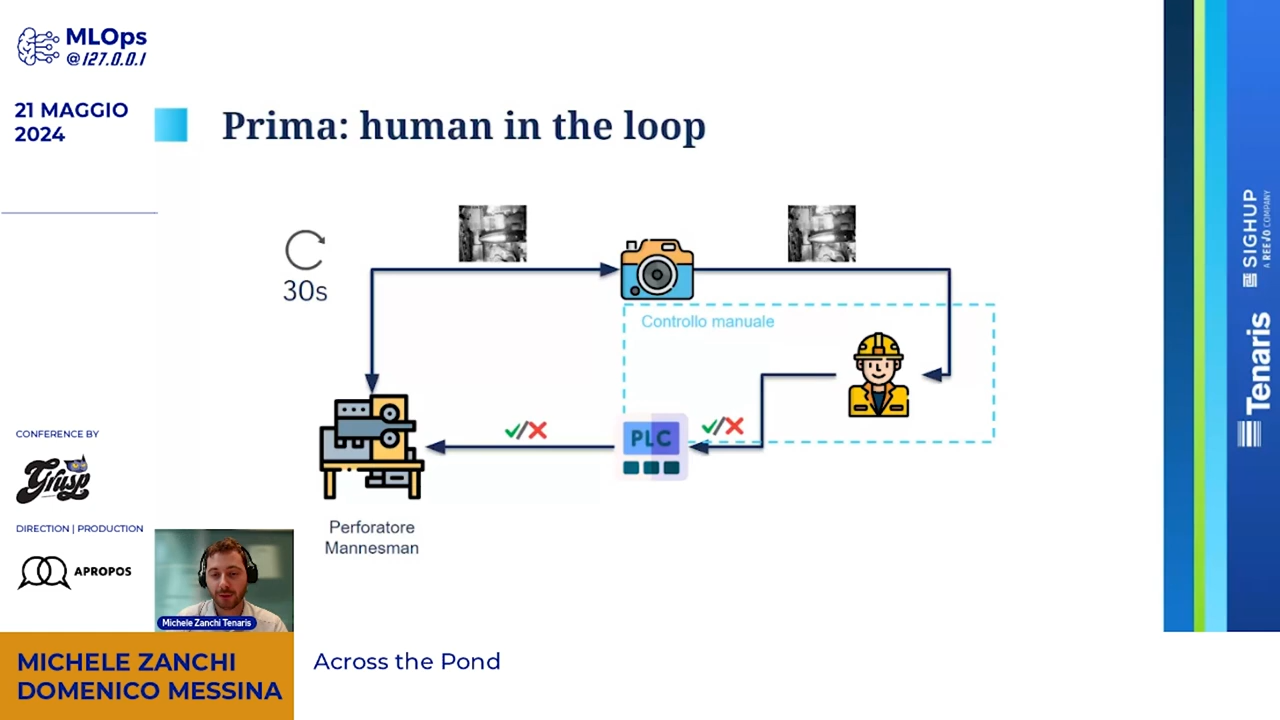 MLOps
@127.0.0.1
21 MAGGIO
2024
Prima: human in the loop
30s
Controllo manuale
PLC
Perforatore
Mannesman
CONFERENCE BY
Grusp
DIRECTION | PRODUCTION
APROPOS
Michele Zanchi Tenaris
MICHELE ZANCHI
DOMENICO MESSINA
Across the Pond
SIGHUP
A REEVO COMPANY
Tenaris